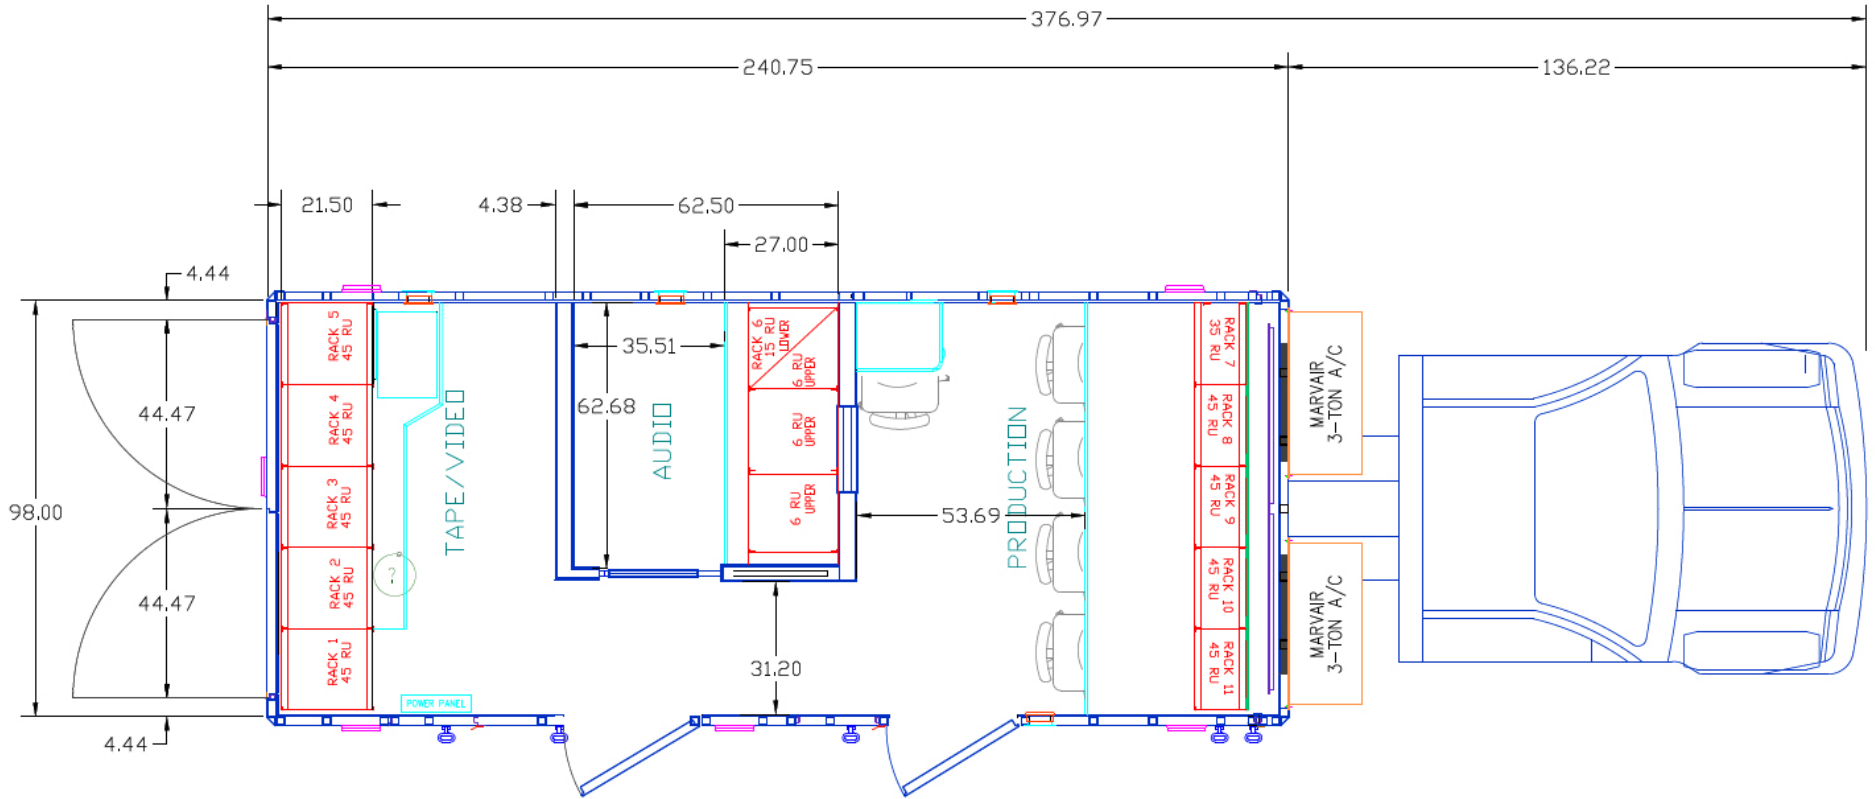 376.97
240.75
136.22
21.50
4.38
62.50
27.00
4.44
RACK 5
45 RU
RACK 4
45 RU
RACK 3
45 RU
RACK 2
45 RU
RACK 1
45 RU
35.51
62.68
RACK 6
15 RU
LOWER
UPPER
9 RU
UPPER
9 RU
UPPER
9 RU
RACK 7
35 RU
RACK 8
45 RU
RACK 9
45 RU
RACK 10
45 RU
RACK 11
45 RU
MARVAIR
3-TON A/C
MARVAIR
3-TON A/C
44.47
98.00
44.47
TAPE/VIDEO
AUDIO
PRODUCTION
53.69
?
31.20
POWER PANEL
4.44